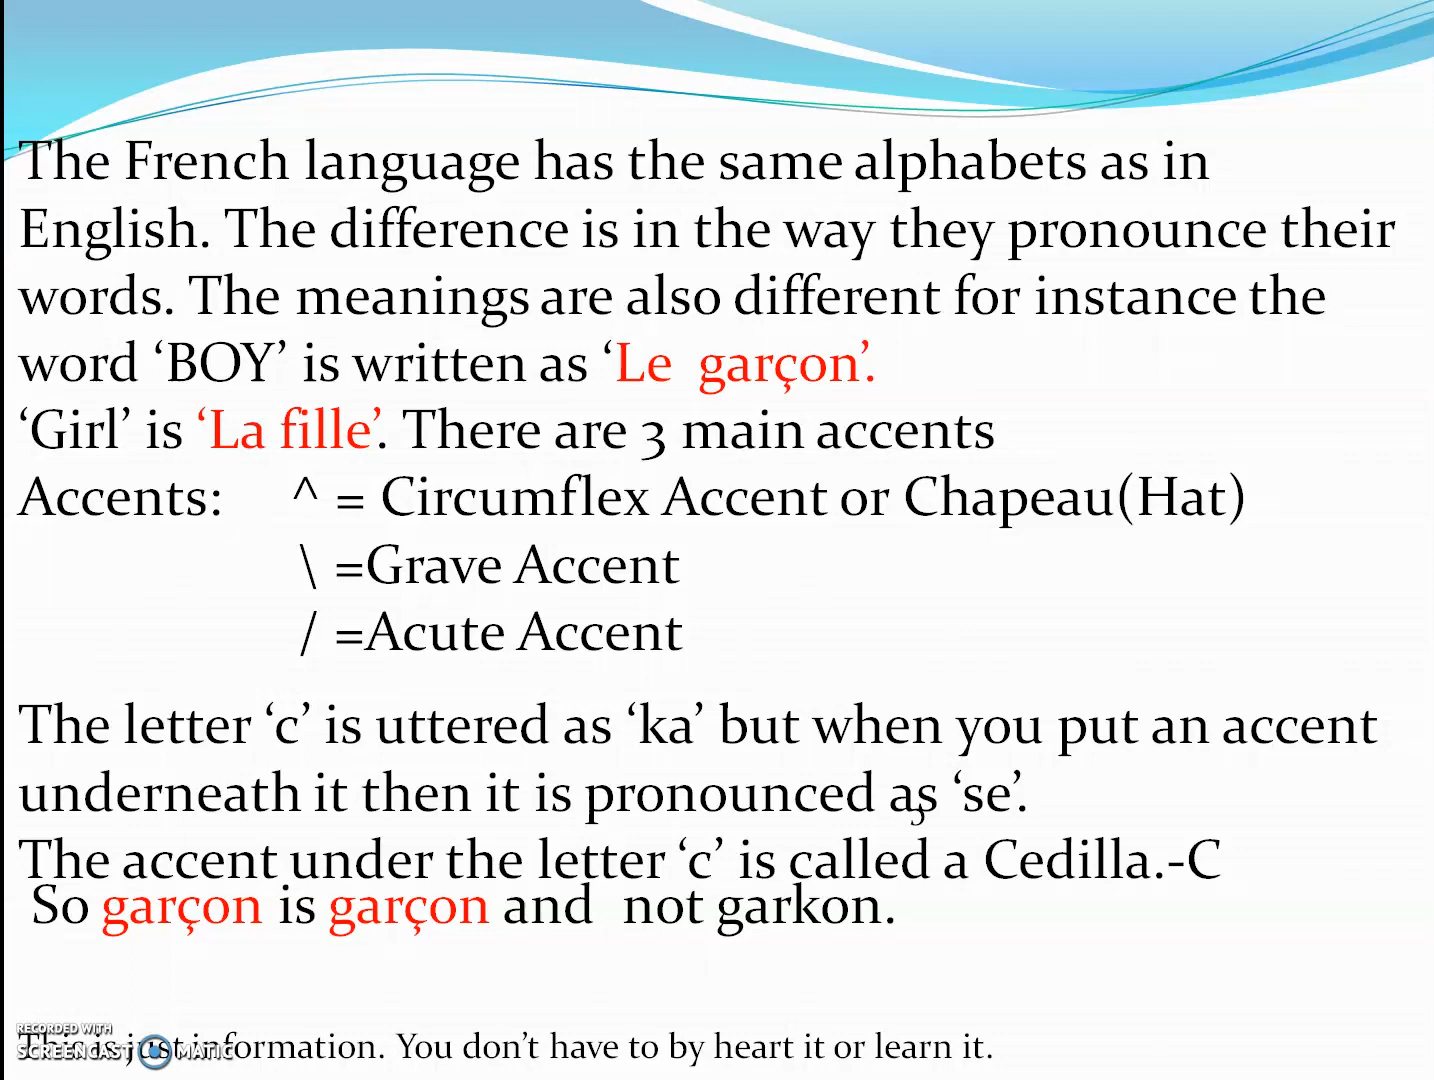 The French language has the same alphabets as in
English. The difference is in the way they pronounce their
words. The meanings are also different for instance the
word ‘BOY’ is written as ‘Le garçon’.
‘Girl’ is ‘La fille’. There are 3 main accents
Accents: ^ = Circumflex Accent or Chapeau(Hat)
\ =Grave Accent
/ =Acute Accent
The letter ‘c’ is uttered as ‘ka’ but when you put an accent
underneath it then it is pronounced as ‘se’.
The accent under the letter ‘c’ is called a Cedilla.-C
So garçon is garçon and not garkon.
This is just information. You don’t have to by heart it or learn it.
RECORDED WITH
SCREENCAST MATIC